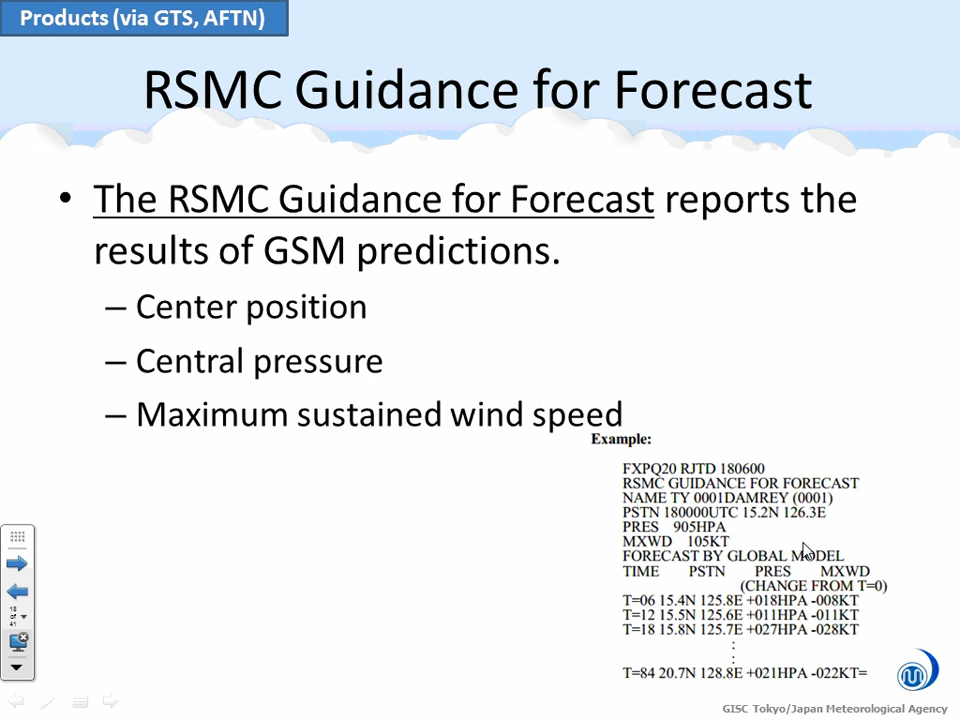 Products (via GTS, AFTN)
RSMC Guidance for Forecast
• The RSMC Guidance for Forecast reports the
results of GSM predictions.
– Center position
– Central pressure
– Maximum sustained wind speed
Example:
FXPQ20 RJTD 180600
RSMC GUIDANCE FOR FORECAST
NAME TY 0001DAMREY (0001)
PSTN 180000UTC 15.2N 126.3E
PRES 905HPA
MXWD 105KT
FORECAST BY GLOBAL MODEL
TIME PSTN PRES MXWD
(CHANGE FROM T=0)
T=06 15.4N 125.8E +018HPA -008KT
T=12 15.5N 125.6E +011HPA -011KT
T=18 15.8N 125.7E +027HPA -028KT
:
:
T=84 20.7N 128.8E +021HPA -022KT=
18
of
41
GISC Tokyo/Japan Meteorological Agency